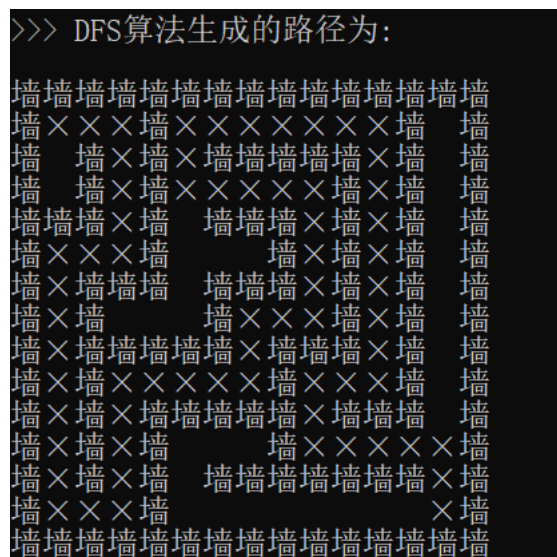 >>> DFS算法生成的路径为:
墙墙墙墙墙墙墙墙墙墙墙墙墙墙墙
墙×××墙×××××××墙　墙
墙　墙×墙×墙墙墙墙墙×墙　墙
墙　墙×墙×××××墙×墙　墙
墙墙墙×墙　墙墙墙×墙×墙　墙
墙×××墙　　　墙×墙×墙　墙
墙×墙墙墙　墙墙墙×墙×墙　墙
墙×墙　　　墙×××墙×墙　墙
墙×墙墙墙墙墙×墙墙墙×墙　墙
墙×墙×××××墙×××墙　墙
墙×墙×墙墙墙墙墙×墙墙墙　墙
墙×墙×墙　　　墙×××××墙
墙×墙×墙　墙墙墙墙墙墙墙×墙
墙×××墙　　　　　　　　×墙
墙墙墙墙墙墙墙墙墙墙墙墙墙墙墙